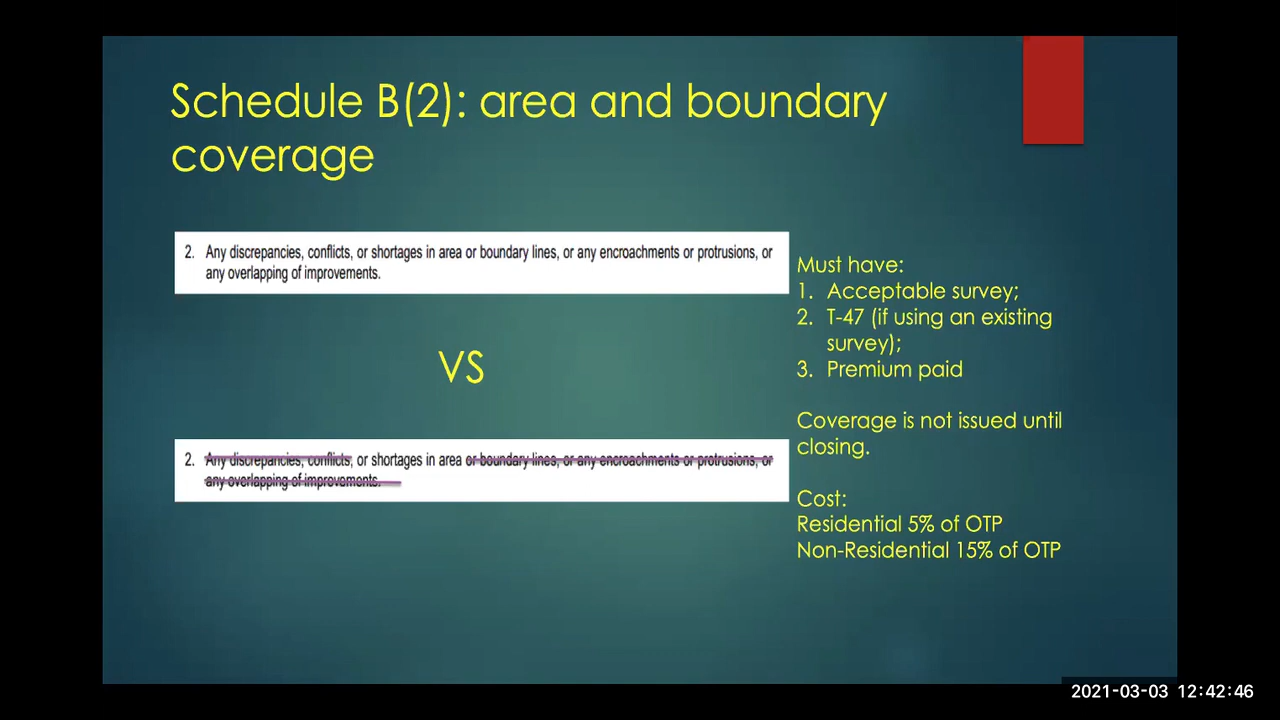 Schedule B(2): area and boundary
coverage
2. Any discrepancies, conflicts, or shortages in area or boundary lines, or any encroachments or protrusions, or
any overlapping of improvements.
VS
2. Any discrepancies, conflicts, or shortages in area or boundary lines, or any encroachments or protrusions, or
any overlapping of improvements.
Must have:
1. Acceptable survey;
2. T-47 (if using an existing
survey);
3. Premium paid
Coverage is not issued until
closing.
Cost:
Residential 5% of OTP
Non-Residential 15% of OTP
2021-03-03 12:42:46